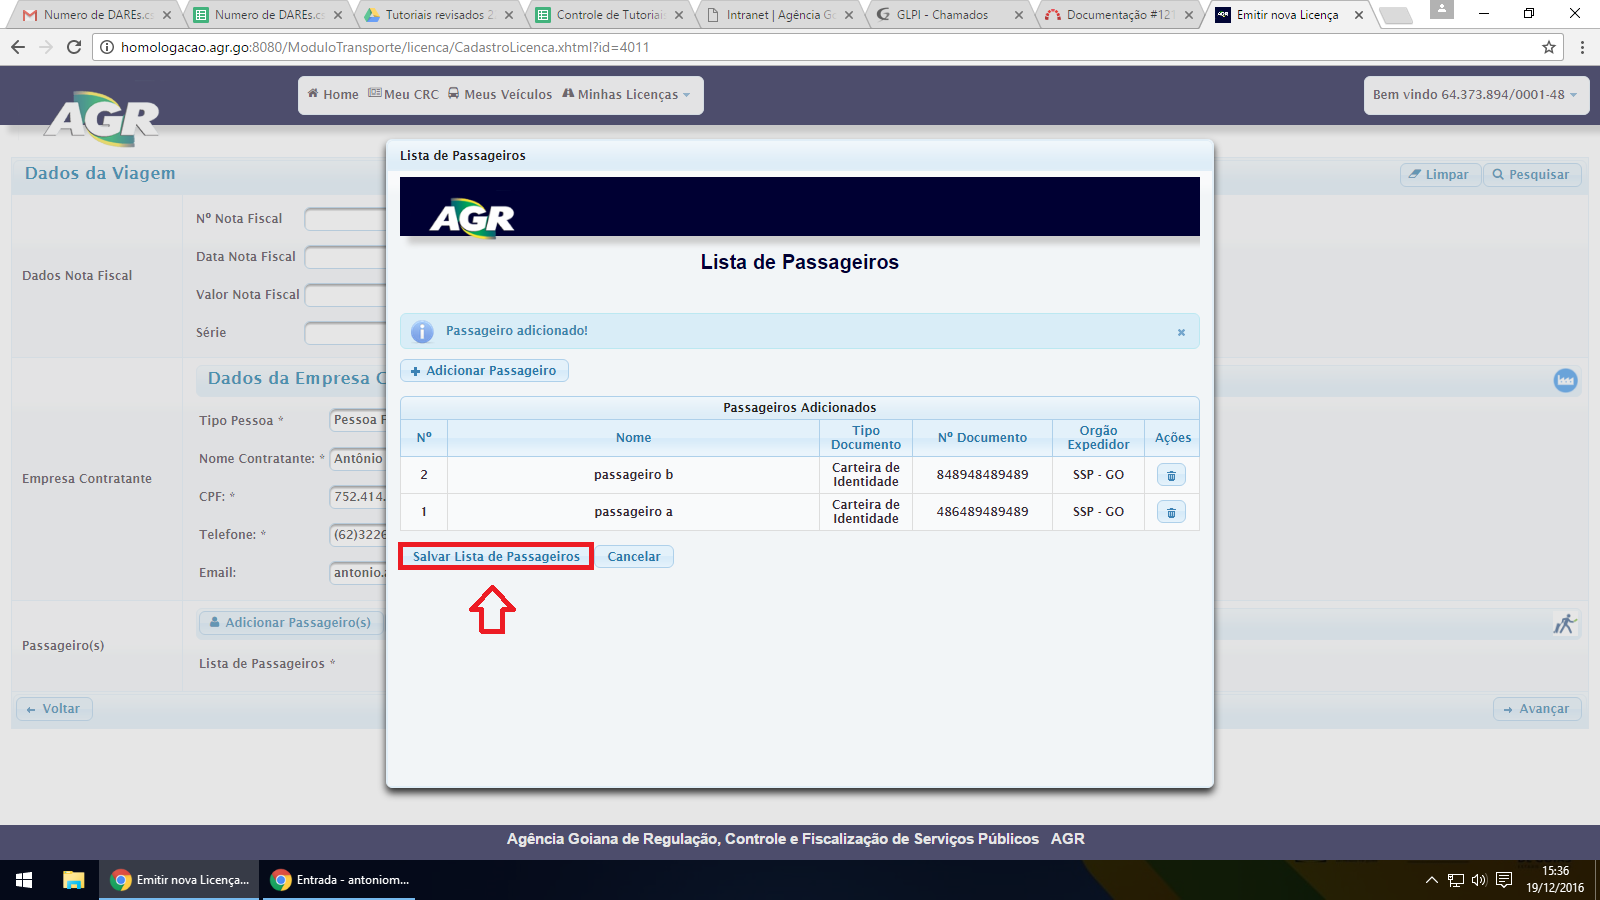 Numero de DAREs.cs
Numero de DAREs.cs
Tutoriais revisados 2
Controle de Tutoriai
Intranet | Agência Go
GLPI - Chamados
Documentação #121
Emitir nova Licença
homologacao.agr.go:8080/ModuloTransporte/licenca/CadastroLicenca.xhtml?id=4011
AGR
Home Meu CRC Meus Veículos Minhas Licenças
Bem vindo 64.373.894/0001-48
Dados da Viagem
Limpar
Pesquisar
Dados Nota Fiscal
Nº Nota Fiscal
Data Nota Fiscal
Valor Nota Fiscal
Série
Empresa Contratante
Dados da Empresa C
Tipo Pessoa * Pessoa F
Nome Contratante: * Antônio
CPF: * 752.414.
Telefone: * (62)3226
Email: antonio.a
Passageiro(s)
Adicionar Passageiro(s)
Lista de Passageiros *
← Voltar
→ Avançar
Lista de Passageiros
AGR
Lista de Passageiros
Passageiro adicionado!
Adicionar Passageiro
Passageiros Adicionados
Nº Nome Tipo Documento Nº Documento Orgão Expedidor Ações
2 passageiro b Carteira de Identidade 848948489489 SSP - GO
1 passageiro a Carteira de Identidade 486489489489 SSP - GO
Salvar Lista de Passageiros
Cancelar
Agência Goiana de Regulação, Controle e Fiscalização de Serviços Públicos AGR
Emitir nova Licença...
Entrada - antoniom...
15:36
19/12/2016